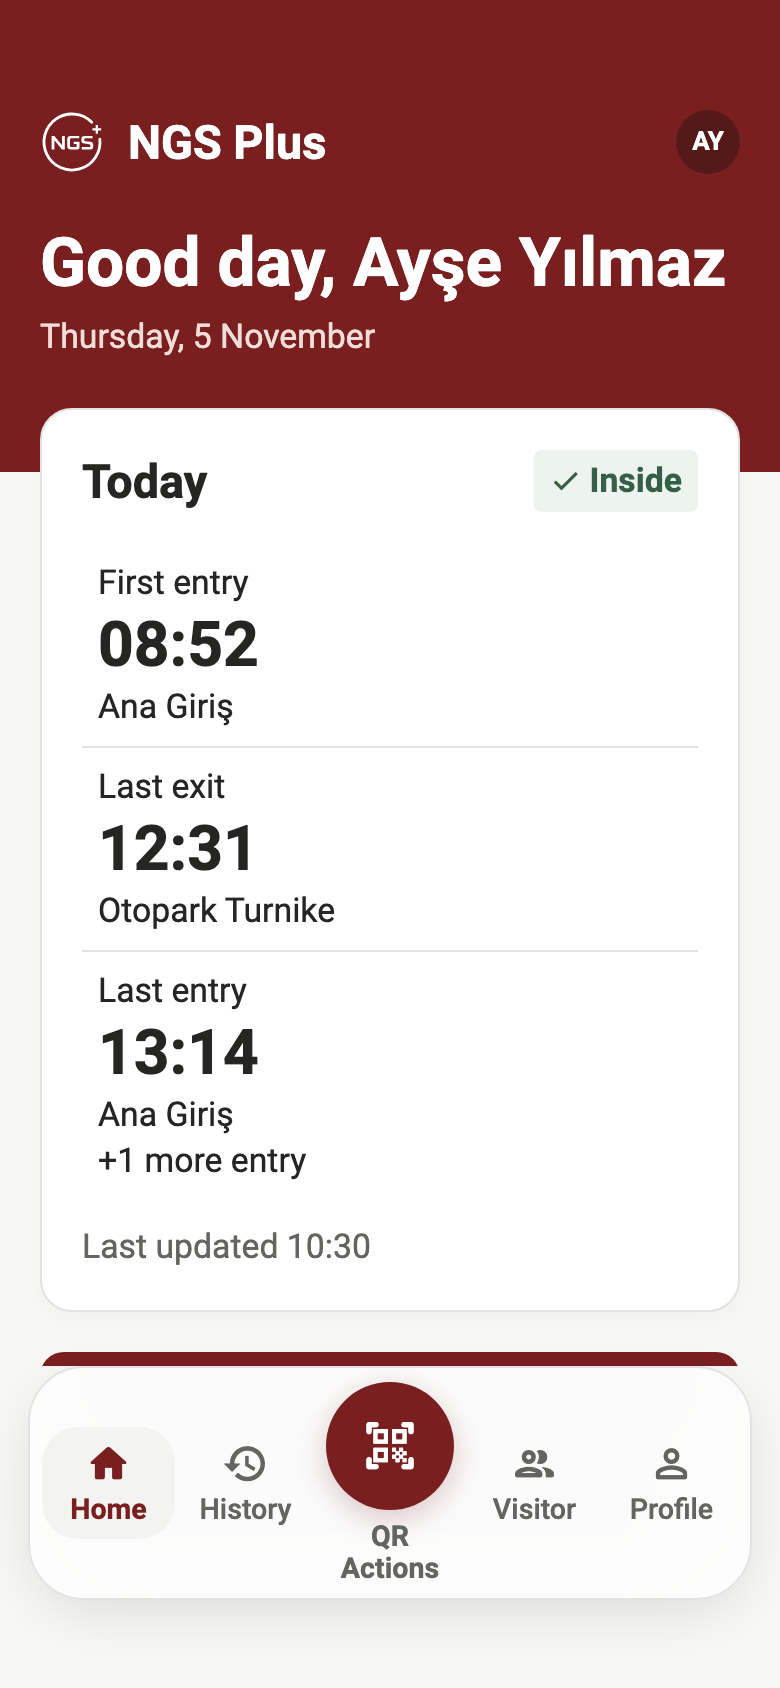 NGS+
NGS Plus
AY
Good day, Ayşe Yılmaz
Thursday, 5 November
Today
Inside
First entry
08:52
Ana Giriş
Last exit
12:31
Otopark Turnike
Last entry
13:14
Ana Giriş
+1 more entry
Last updated 10:30
Home
History
QR
Actions
Visitor
Profile